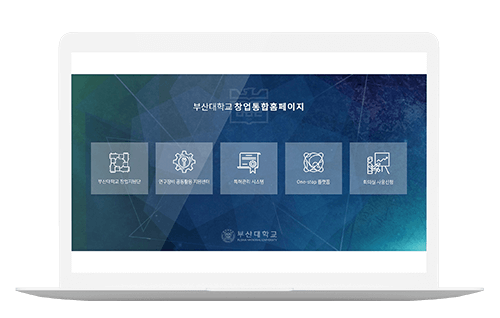 부산대학교 창업통합홈페이지
부산대학교 창업지원단
연구장비 공동활용 지원센터
특허관리 시스템
One-stop 플랫폼
회의실 사용신청
부산대학교
PUSAN NATIONAL UNIVERSITY